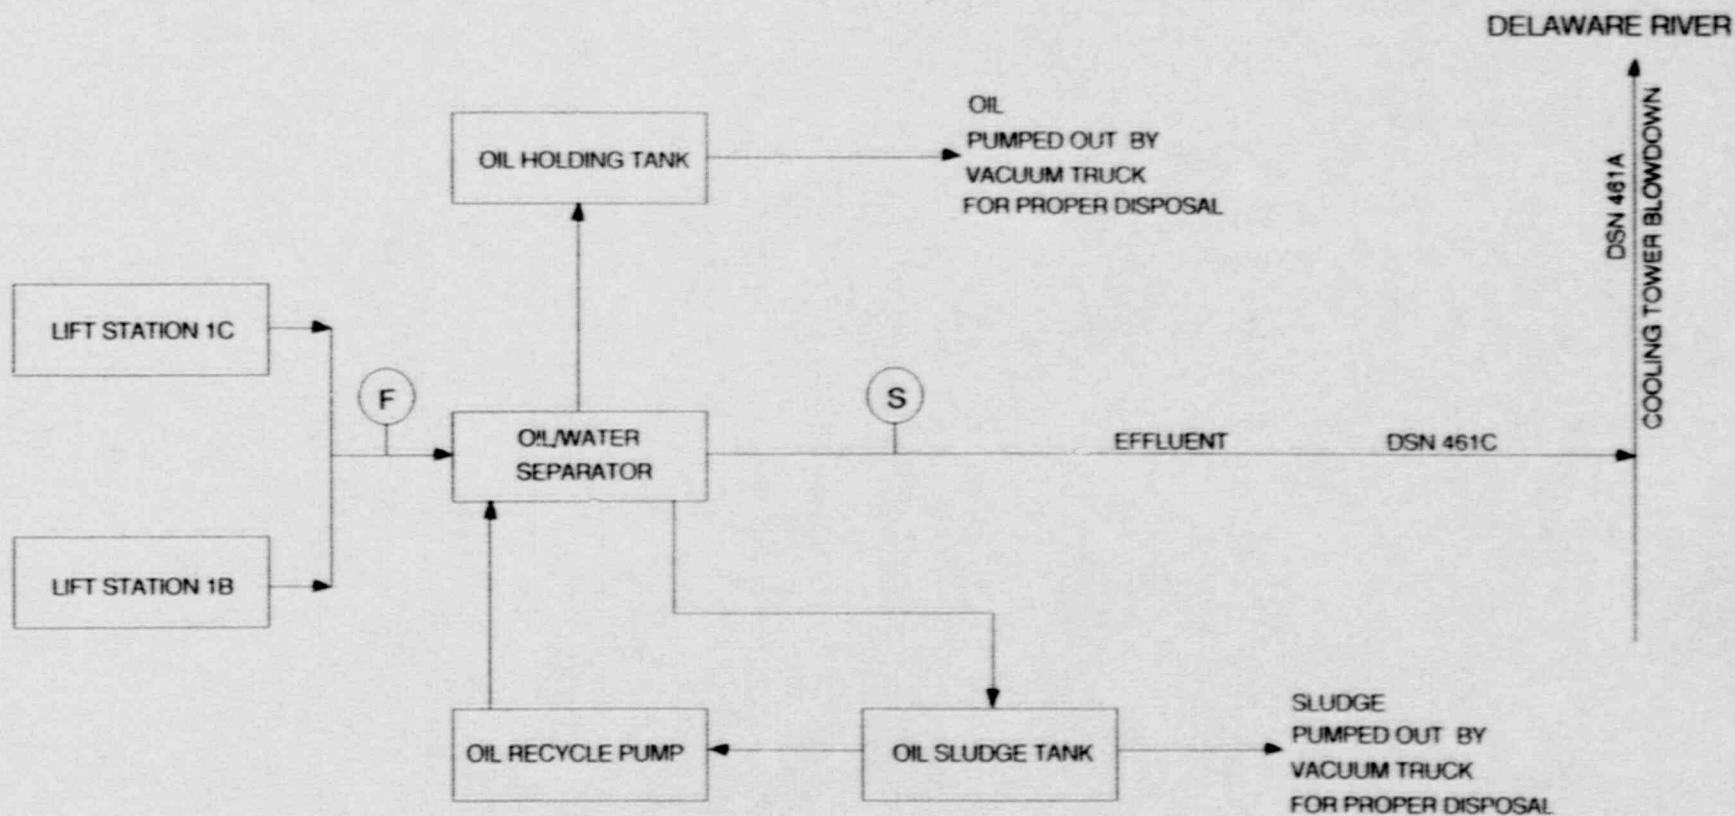 DELAWARE RIVER
DSN 461A
COOLING TOWER BLOWDOWN
OIL
PUMPED OUT BY
VACUUM TRUCK
FOR PROPER DISPOSAL
OIL HOLDING TANK
LIFT STATION 1C
F
S
OIL/WATER
SEPARATOR
EFFLUENT
DSN 461C
LIFT STATION 1B
OIL RECYCLE PUMP
OIL SLUDGE TANK
SLUDGE
PUMPED OUT BY
VACUUM TRUCK
FOR PROPER DISPOSAL